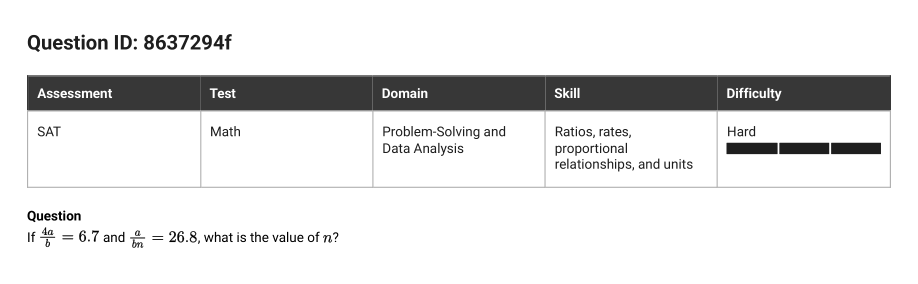 Question ID: 8637294f
Assessment Test Domain Skill Difficulty
SAT Math Problem-Solving and Data Analysis Ratios, rates, proportional relationships, and units Hard
Question
If 4a/b = 6.7 and a/bn = 26.8, what is the value of n?